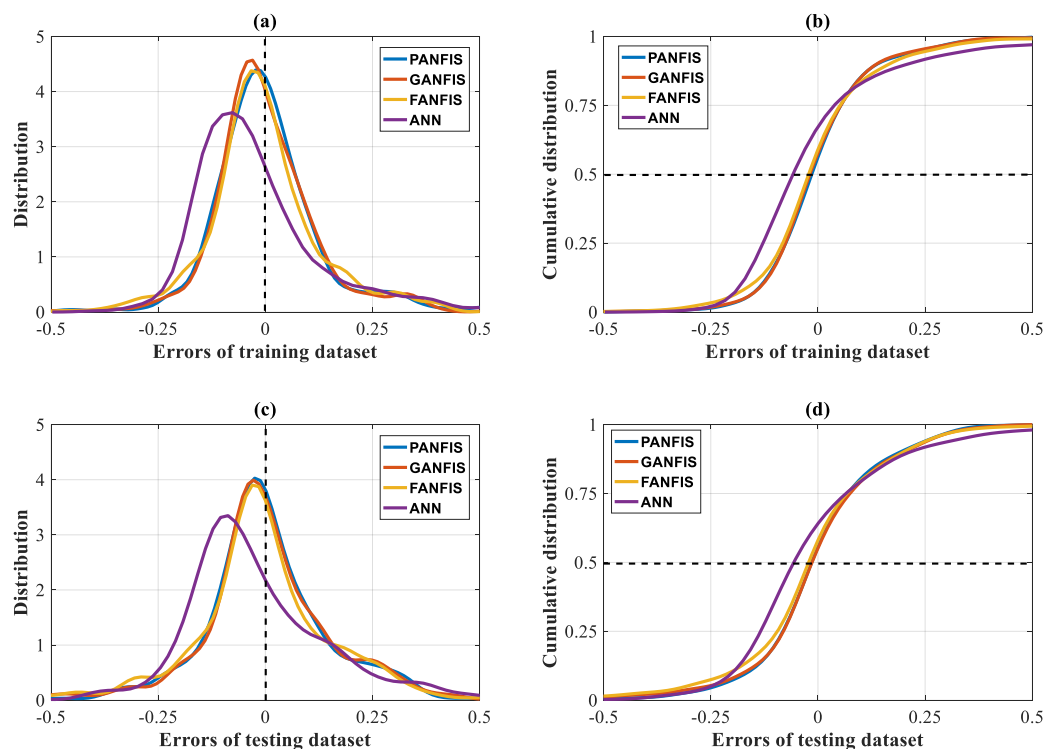 (a)
5
4
3
2
1
0
Distribution
PANFIS
GANFIS
FANFIS
ANN
-0.5
-0.25
0
0.25
0.5
Errors of training dataset
(b)
1
0.75
0.5
0.25
0
Cumulative distribution
PANFIS
GANFIS
FANFIS
ANN
-0.5
-0.25
0
0.25
0.5
Errors of training dataset
(c)
5
4
3
2
1
0
Distribution
PANFIS
GANFIS
FANFIS
ANN
-0.5
-0.25
0
0.25
0.5
Errors of testing dataset
(d)
1
0.75
0.5
0.25
0
Cumulative distribution
PANFIS
GANFIS
FANFIS
ANN
-0.5
-0.25
0
0.25
0.5
Errors of testing dataset